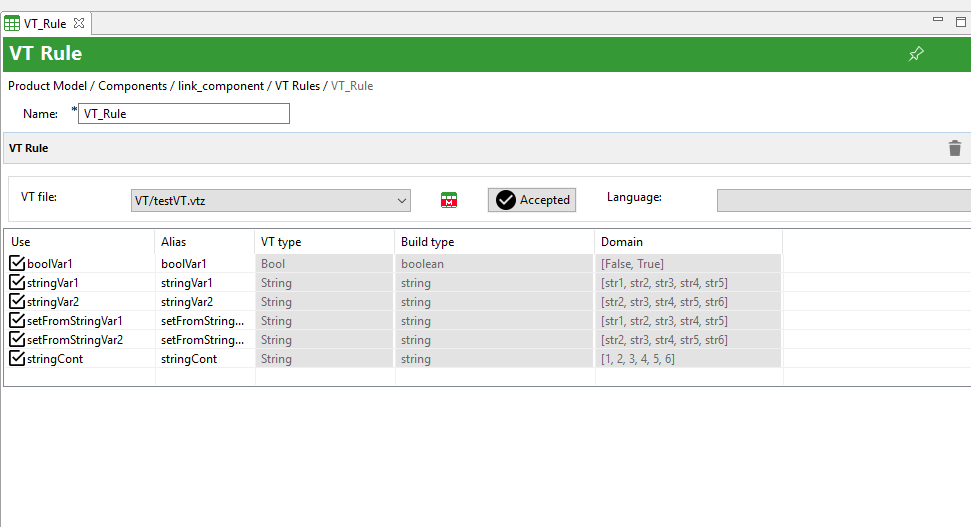 VT_Rule
VT Rule
Product Model / Components / link_component / VT Rules / VT_Rule
Name: * VT_Rule
VT Rule
VT file: VT/testVT.vtz M Accepted Language:
Use Alias VT type Build type Domain
boolVar1 boolVar1 Bool boolean [False, True]
stringVar1 stringVar1 String string [str1, str2, str3, str4, str5]
stringVar2 stringVar2 String string [str2, str3, str4, str5, str6]
setFromStringVar1 setFromString... String string [str1, str2, str3, str4, str5]
setFromStringVar2 setFromString... String string [str2, str3, str4, str5, str6]
stringCont stringCont String string [1, 2, 3, 4, 5, 6]